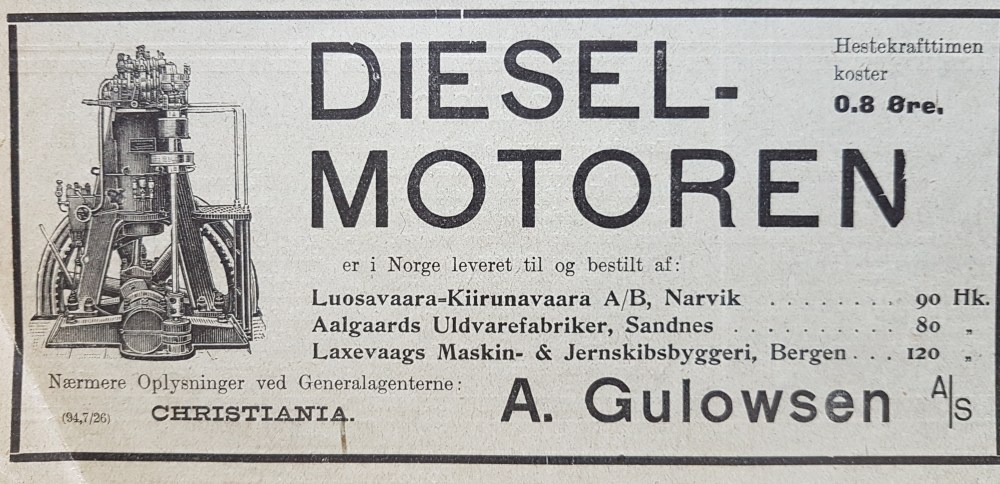 DIESEL-
MOTOREN
Hestekrafttimen
koster
0.8 Øre.
er i Norge leveret til og bestilt af:
Luosavaara=Kiirunavaara A/B, Narvik ......... 90 Hk.
Aalgaards Uldvarefabriker, Sandnes .......... 80 „
Laxevaags Maskin- & Jernskibsbyggeri, Bergen... 120 „
Nærmere Oplysninger ved Generalagenterne:
(94,7/26) CHRISTIANIA. A. Gulowsen A/S